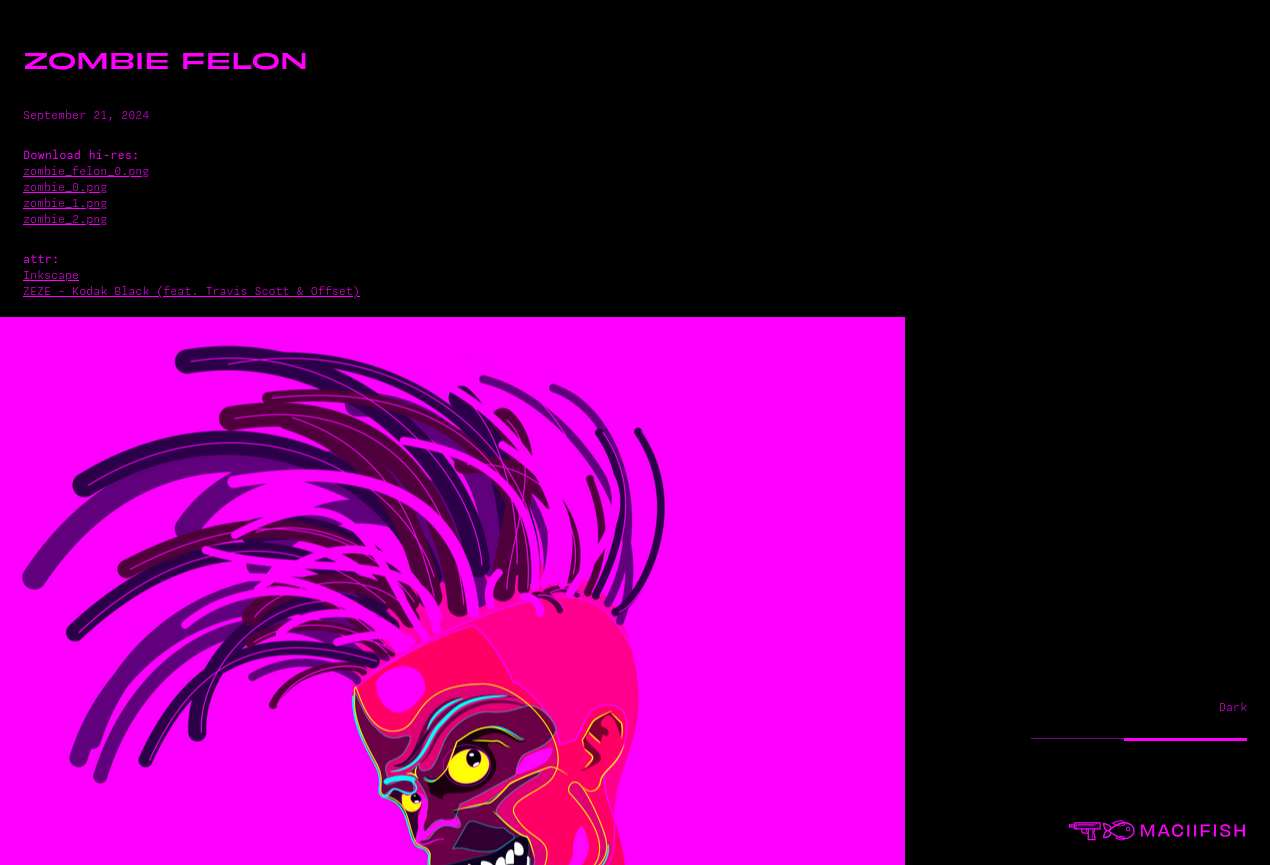 ZOMBIE FELON
September 21, 2024
Download hi-res:
zombie_felon_0.png
zombie_0.png
zombie_1.png
zombie_2.png
attr:
Inkscape
ZEZE - Kodak Black (feat. Travis Scott & Offset)
Dark
MACIIFISH